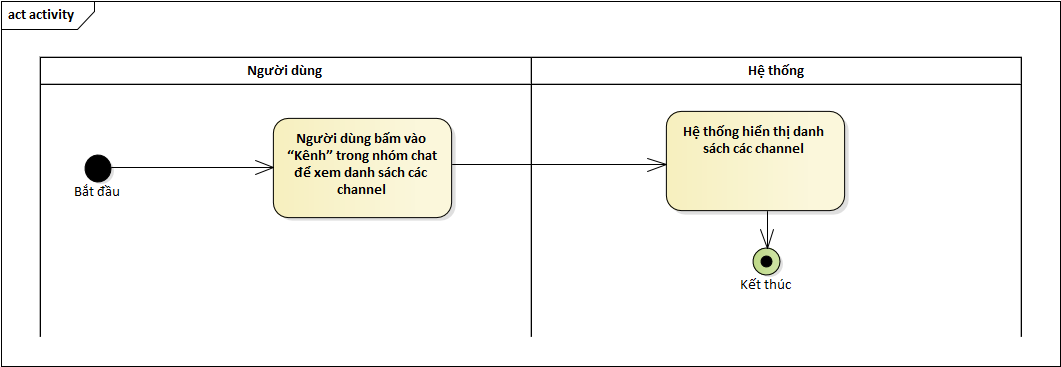 act activity
Người dùng
Hệ thống
Người dùng bấm vào
“Kênh” trong nhóm chat
để xem danh sách các
channel
Hệ thống hiển thị danh
sách các channel
Bắt đầu
Kết thúc